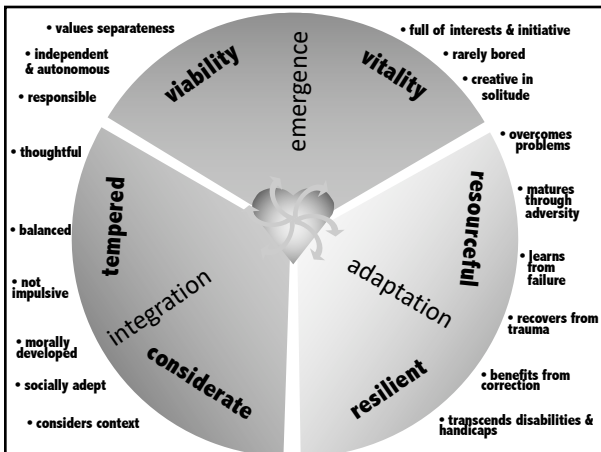 • values separateness
• independent
& autonomous
• responsible
• thoughtful
• balanced
• not
impulsive
• morally
developed
• socially adept
• considers context
viability
emergence
vitality
tempered
integration
considerate
resourceful
adaptation
resilient
• full of interests & initiative
• rarely bored
• creative in
solitude
• overcomes
problems
• matures
through
adversity
• learns
from
failure
• recovers from
trauma
• benefits from
correction
• transcends disabilities &
handicaps